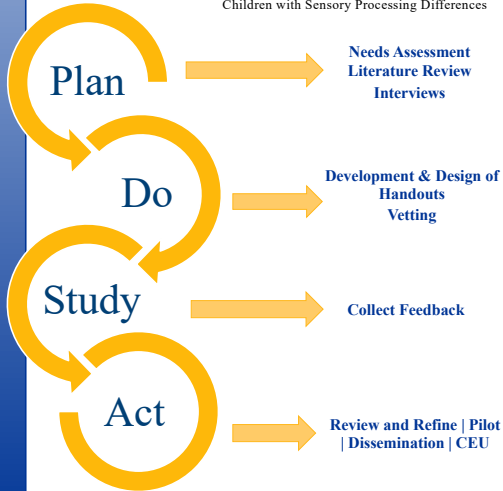 Children with Sensory Processing Differences
Plan
Needs Assessment
Literature Review
Interviews
Do
Development & Design of
Handouts
Vetting
Study
Collect Feedback
Act
Review and Refine | Pilot
| Dissemination | CEU